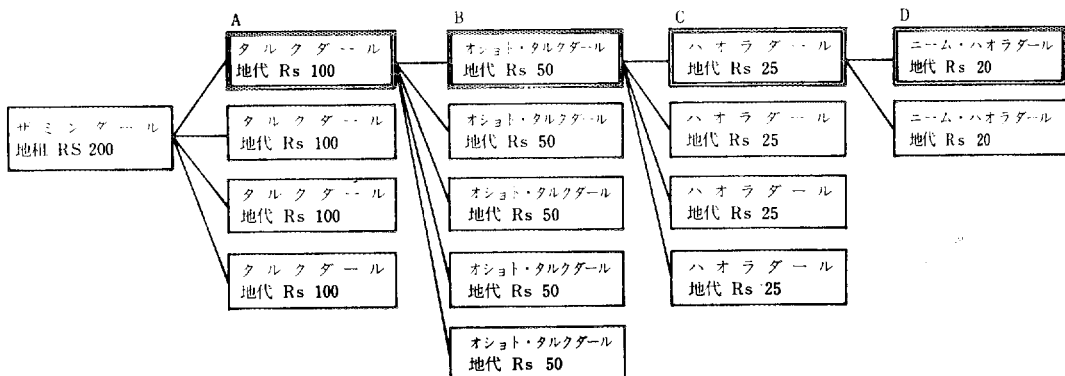 A
B
C
D
ザミンダール
地租 RS 200
タルクダール
地代 Rs 100
タルクダール
地代 Rs 100
タルクダール
地代 Rs 100
タルクダール
地代 Rs 100
オショト・タルクダール
地代 Rs 50
オショト・タルクダール
地代 Rs 50
オショト・タルクダール
地代 Rs 50
オショト・タルクダール
地代 Rs 50
オショト・タルクダール
地代 Rs 50
ハオラダール
地代 Rs 25
ハオラダール
地代 Rs 25
ハオラダール
地代 Rs 25
ハオラダール
地代 Rs 25
ニーム・ハオラダール
地代 Rs 20
ニーム・ハオラダール
地代 Rs 20